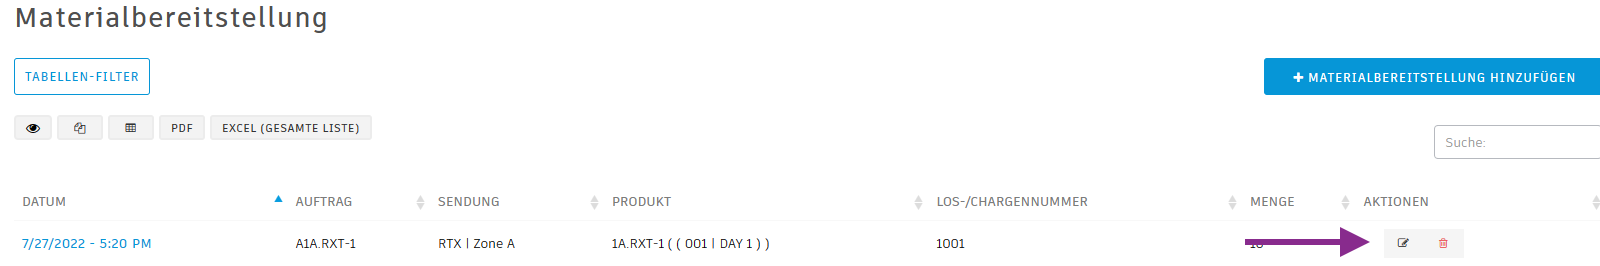 Materialbereitstellung
TABELLEN-FILTER
MATERIALBEREITSTELLUNG HINZUFÜGEN
PDF EXCEL (GESAMTE LISTE)
Suche:
DATUM AUFTRAG SENDUNG PRODUKT LOS-/CHARGENNUMMER MENGE AKTIONEN
7/27/2022 - 5:20 PM A1A.RXT-1 RTX | Zone A 1A.RXT-1 ( ( 001 | DAY 1 ) ) 1001